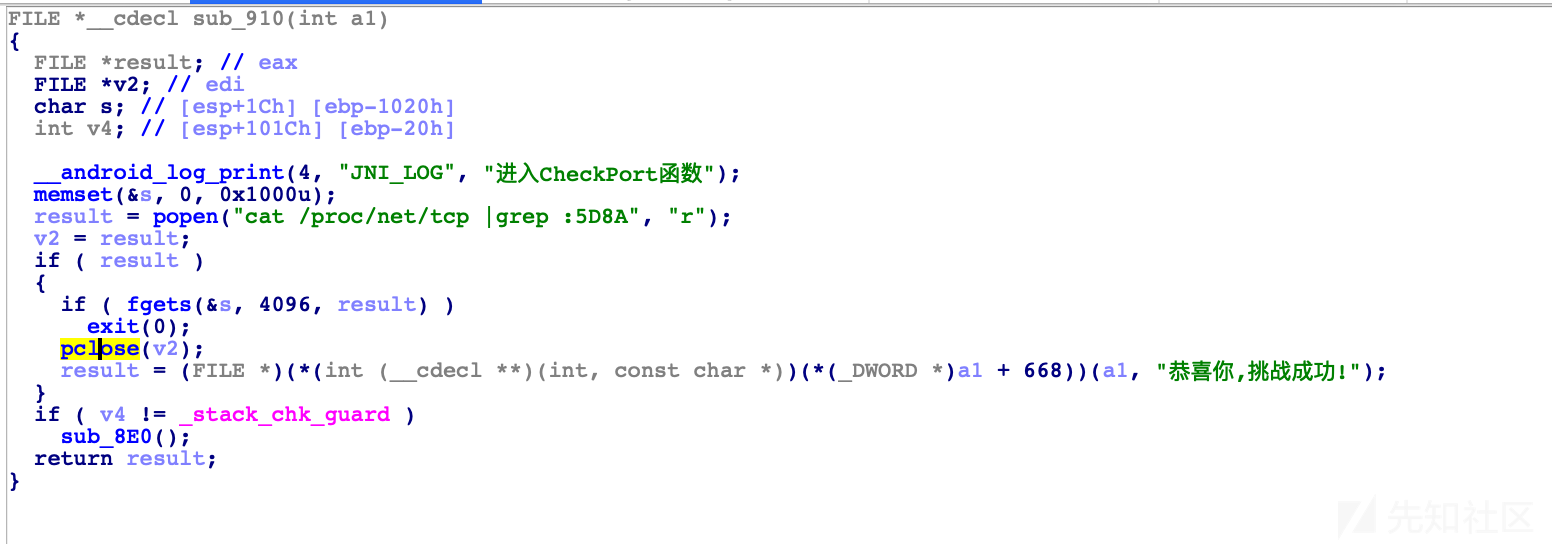 FILE *__cdecl sub_910(int a1)
{
  FILE *result; // eax
  FILE *v2; // edi
  char s; // [esp+1Ch] [ebp-1020h]
  int v4; // [esp+101Ch] [ebp-20h]

  __android_log_print(4, "JNI_LOG", "进入CheckPort函数");
  memset(&s, 0, 0x1000u);
  result = popen("cat /proc/net/tcp |grep :5D8A", "r");
  v2 = result;
  if ( result )
  {
    if ( fgets(&s, 4096, result) )
      exit(0);
    pclose(v2);
    result = (FILE *)(*(int (__cdecl **)(int, const char *))(*(_DWORD *)a1 + 668))(a1, "恭喜你,挑战成功!");
  }
  if ( v4 != _stack_chk_guard )
    sub_8E0();
  return result;
}
先知社区